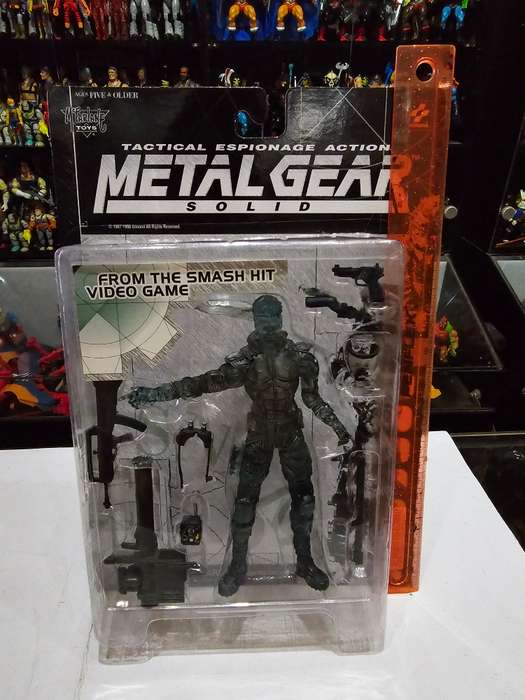 AGES FIVE & OLDER
McFARLANE
TOYS
TACTICAL ESPIONAGE ACTION
METAL GEAR
SOLID
FROM THE SMASH HIT
VIDEO GAME